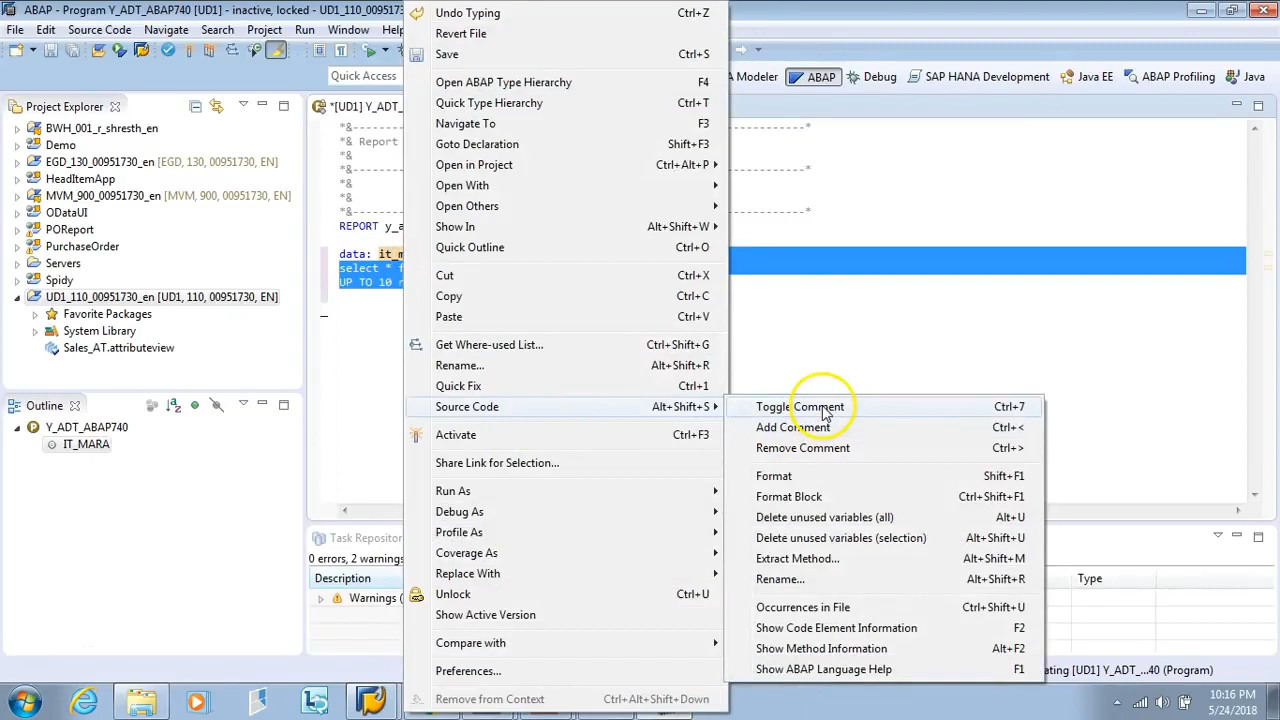 ABAP - Program Y_ADT_ABAP740 [UD1] - inactive, locked - [UD1_110_00951730
File Edit Source Code Navigate Search Project Run Window
Quick Access
Modeler ABAP Debug SAP HANA Development Java EE ABAP Profiling Java
Project Explorer
BWH_001_r_shresth_en
Demo
EGD_130_00951730_en [EGD, 130, 00951730, EN]
HeadItemApp
MVM_900_00951730_en [MVM, 900, 00951730, EN]
ODataUI
POReport
PurchaseOrder
Servers
Spidy
UD1_110_00951730_en [UD1, 110, 00951730, EN]
Favorite Packages
System Library
Sales_AT.attributeview
Outline
Y_ADT_ABAP740
IT_MARA
*[UD1] Y_ADT_
*&---------- ----------*
*& Report
*&
*&---------- ----------*
*&
*&
*&---------- ----------*
REPORT y_a
data: it_m
select * f
UP TO 10 r
Undo Typing Ctrl+Z
Revert File
Save Ctrl+S
Open ABAP Type Hierarchy F4
Quick Type Hierarchy Ctrl+T
Navigate To F3
Goto Declaration Shift+F3
Open in Project Ctrl+Alt+P
Open With
Open Others
Show In Alt+Shift+W
Quick Outline Ctrl+O
Cut Ctrl+X
Copy Ctrl+C
Paste Ctrl+V
Get Where-used List... Ctrl+Shift+G
Rename... Alt+Shift+R
Quick Fix Ctrl+1
Source Code Alt+Shift+S
Activate Ctrl+F3
Share Link for Selection...
Run As
Debug As
Profile As
Coverage As
Replace With
Unlock Ctrl+U
Show Active Version
Compare with
Preferences...
Remove from Context Ctrl+Alt+Shift+Down
Toggle Comment Ctrl+7
Add Comment Ctrl+<
Remove Comment Ctrl+>
Format Shift+F1
Format Block Ctrl+Shift+F1
Delete unused variables (all) Alt+U
Delete unused variables (selection) Alt+Shift+U
Extract Method... Alt+Shift+M
Rename... Alt+Shift+R
Occurrences in File Ctrl+Shift+U
Show Code Element Information F2
Show Method Information Alt+F2
Show ABAP Language Help F1
Task Reposito
0 errors, 2 warnings
Description Type
Warnings (
ating [UD1] Y_ADT_...40 (Program)
10:16 PM
5/24/2018